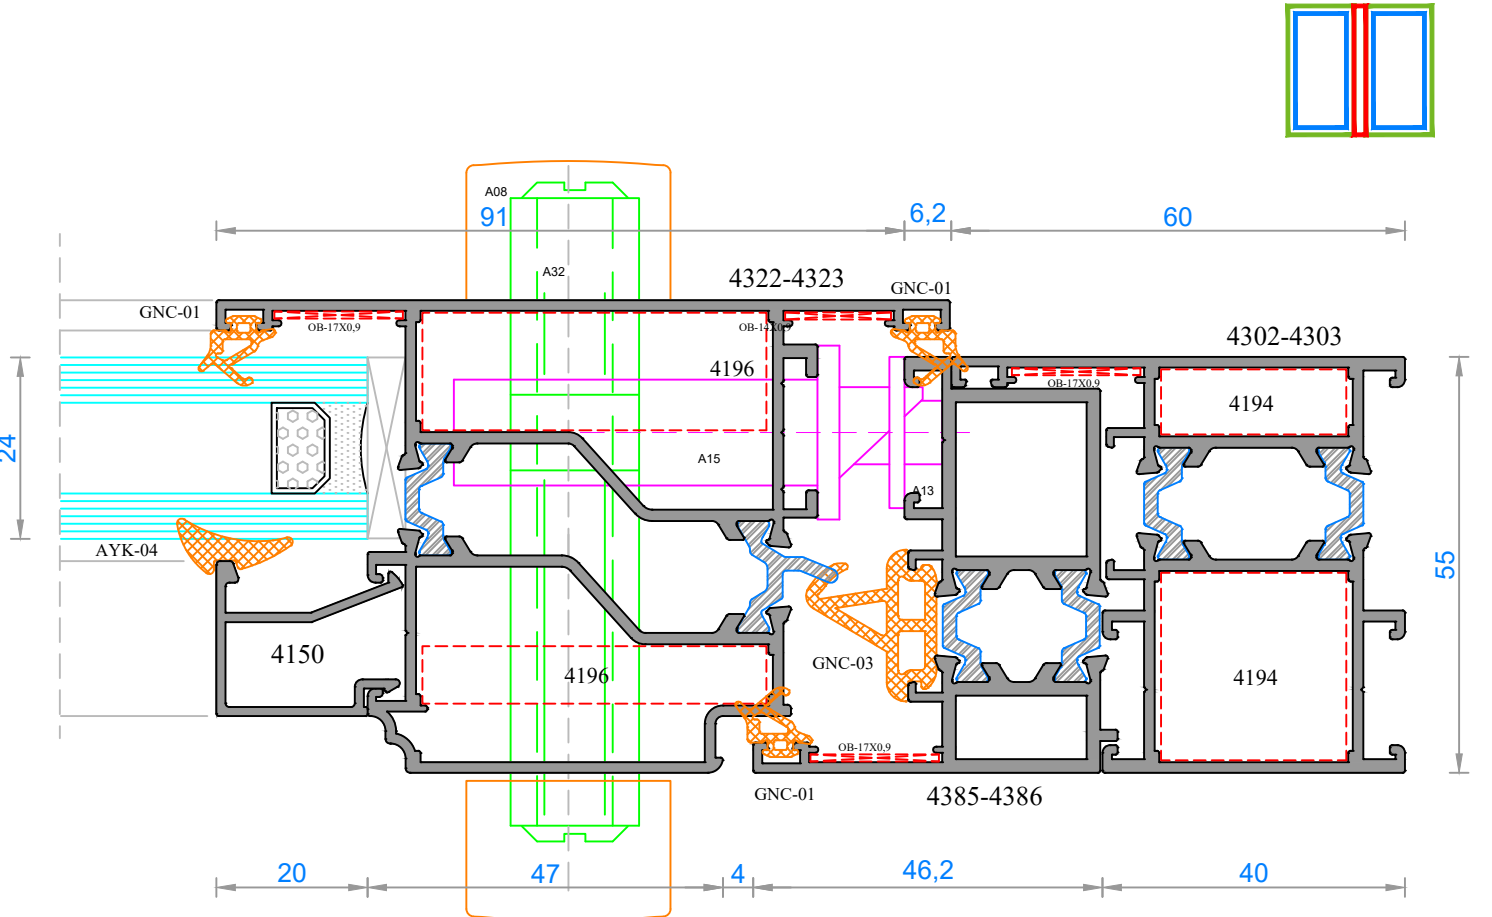 A08
91
6,2
60
A32
4322-4323
GNC-01
GNC-01
OB-17X0,9
OB-14X0,9
4302-4303
4196
OB-17X0,9
4194
24
A15
A13
AYK-04
55
4150
GNC-03
4196
4194
OB-17X0,9
GNC-01
4385-4386
20
47
4
46,2
40